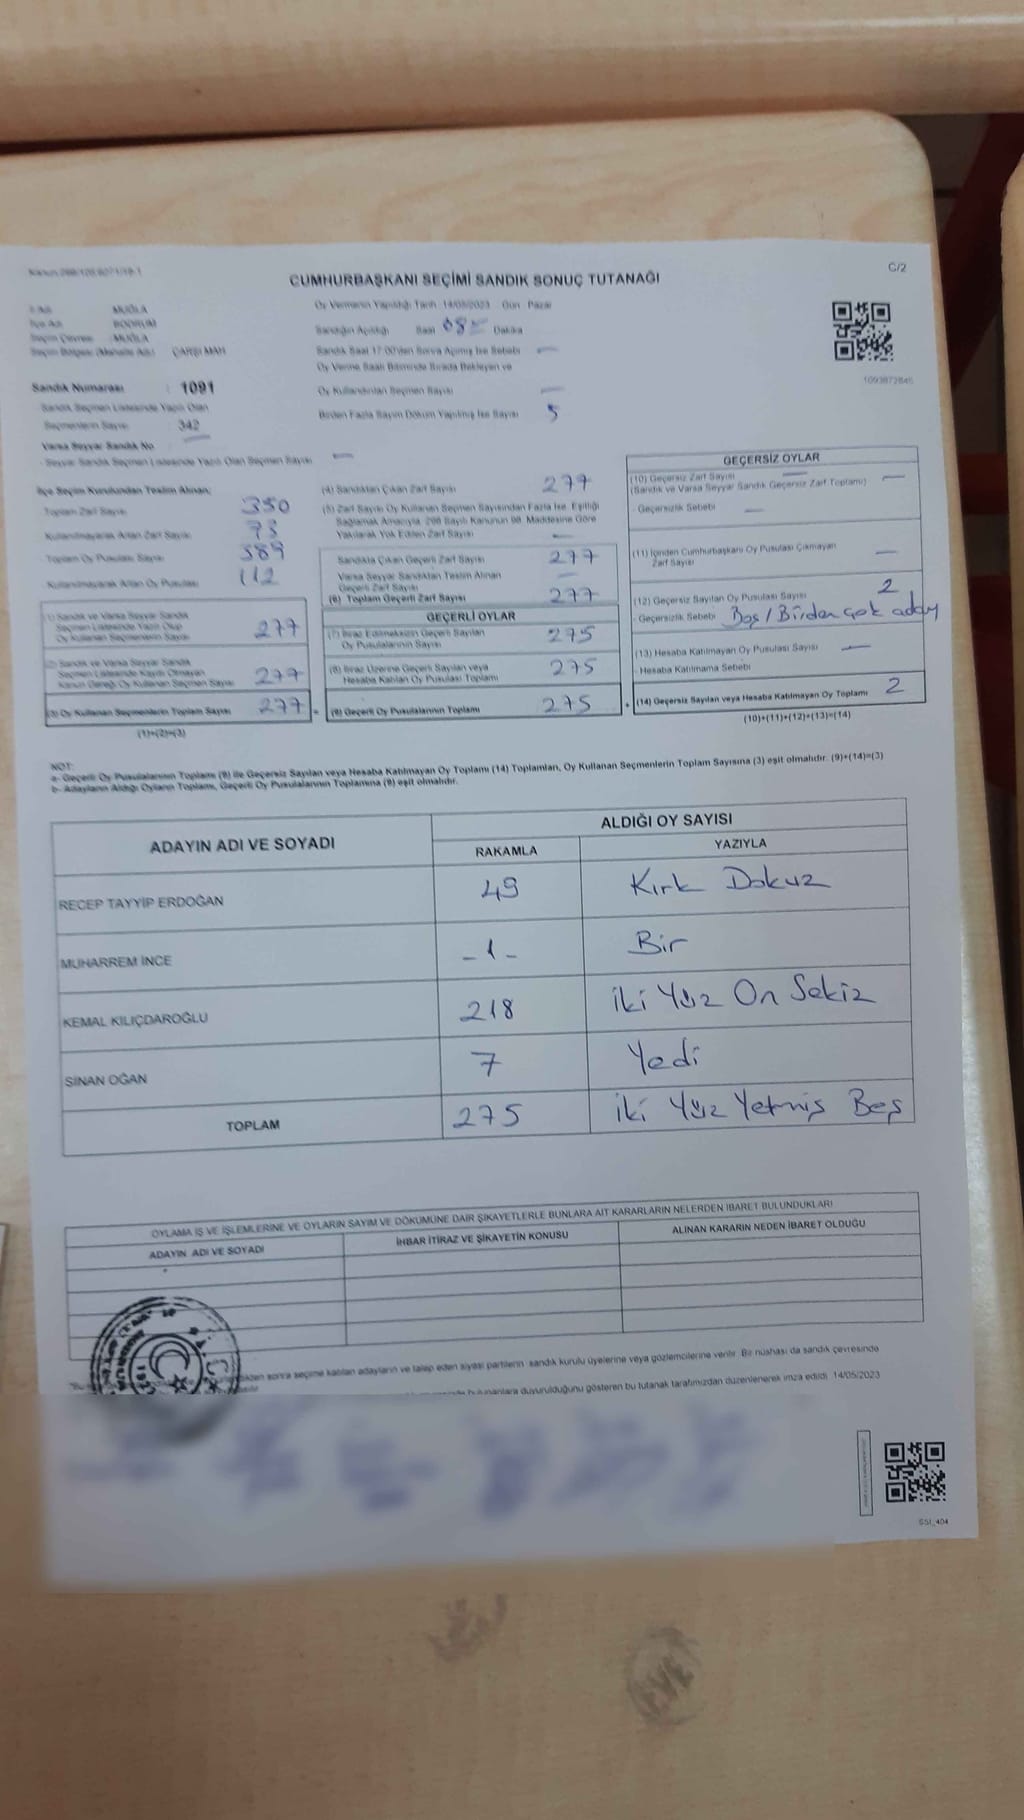 C/2
CUMHURBAŞKANI SEÇİMİ SANDIK SONUÇ TUTANAĞI
İl Adı MUĞLA
İlçe Adı BODRUM
Seçim Çevresi MUĞLA
Seçim Bölgesi (Mahalle Adı) ÇARŞI MAH
Sandık Numarası : 1091
Sandık Seçmen Listesinde Yazılı Olan
Seçmenlerin Sayısı 342
Varsa Seyyar Sandık No
Seyyar Sandık Seçmen Listesinde Yazılı Olan Seçmen Sayısı —
Oy Vermenin Yapıldığı Tarih 14/05/2023 Gün Pazar
Sandığın Açıldığı Saat 08 Dakika
Sandık Saat 17.00'den Sonra Açılmış İse Sebebi —
Oy Verme Saati Bitiminde Sırada Bekleyen ve
Oy Kullandırılan Seçmen Sayısı —
Birden Fazla Sayım Döküm Yapılmış İse Sayısı 5
1093872845
İlçe Seçim Kurulundan Teslim Alınan;
Toplam Zarf Sayısı 350
Kullanılmayarak Artan Zarf Sayısı 73
Toplam Oy Pusulası Sayısı 389
Kullanılmayarak Artan Oy Pusulası 112
(1) Sandık ve Varsa Seyyar Sandık
Seçmen Listesinde Yazılı Olup
Oy Kullanan Seçmenlerin Sayısı 277
(2) Sandık ve Varsa Seyyar Sandık
Seçmen Listesinde Kayıtlı Olmayan
Kanun Gereği Oy Kullanan Seçmen Sayısı 277
(3) Oy Kullanan Seçmenlerin Toplam Sayısı 277 =
(1)+(2)=(3)
(4) Sandıktan Çıkan Zarf Sayısı 277
(5) Zarf Sayısı Oy Kullanan Seçmen Sayısından Fazla İse, Eşitliği
Sağlamak Amacıyla, 298 Sayılı Kanunun 98. Maddesine Göre
Yakılarak Yok Edilen Zarf Sayısı —
Sandıkta Çıkan Geçerli Zarf Sayısı 277
Varsa Seyyar Sandıktan Teslim Alınan
Geçerli Zarf Sayısı —
(6) Toplam Geçerli Zarf Sayısı 277
GEÇERLİ OYLAR
(7) İtiraz Edilmeksizin Geçerli Sayılan
Oy Pusulalarının Sayısı 275
(8) İtiraz Üzerine Geçerli Sayılan veya
Hesaba Katılan Oy Pusulası Toplamı 275
(9) Geçerli Oy Pusulalarının Toplamı 275 +
GEÇERSİZ OYLAR
(10) Geçersiz Zarf Sayısı —
(Sandık ve Varsa Seyyar Sandık Geçersiz Zarf Toplamı)
- Geçersizlik Sebebi —
(11) İçinden Cumhurbaşkanı Oy Pusulası Çıkmayan
Zarf Sayısı —
(12) Geçersiz Sayılan Oy Pusulası Sayısı 2
- Geçersizlik Sebebi Boş / Birden çok aday
(13) Hesaba Katılmayan Oy Pusulası Sayısı —
- Hesaba Katılmama Sebebi
(14) Geçersiz Sayılan veya Hesaba Katılmayan Oy Toplamı 2
(10)+(11)+(12)+(13)=(14)
NOT:
a- Geçerli Oy Pusulalarının Toplamı (9) ile Geçersiz Sayılan veya Hesaba Katılmayan Oy Toplamı (14) Toplamları, Oy Kullanan Seçmenlerin Toplam Sayısına (3) eşit olmalıdır. (9)+(14)=(3)
b- Adayların Aldığı Oyların Toplamı, Geçerli Oy Pusulalarının Toplamına (9) eşit olmalıdır.
ADAYIN ADI VE SOYADI ALDIĞI OY SAYISI
RAKAMLA YAZIYLA
RECEP TAYYİP ERDOĞAN 49 Kırk Dokuz
MUHARREM İNCE -1- Bir
KEMAL KILIÇDAROĞLU 218 İki Yüz On Sekiz
SİNAN OĞAN 7 Yedi
TOPLAM 275 İki Yüz Yetmiş Beş
OYLAMA İŞ VE İŞLEMLERİNE VE OYLARIN SAYIM VE DÖKÜMÜNE DAİR ŞİKAYETLERLE BUNLARA AİT KARARLARIN NELERDEN İBARET BULUNDUKLARI
ADAYIN ADI VE SOYADI İHBAR İTİRAZ VE ŞİKAYETİN KONUSU ALINAN KARARIN NEDEN İBARET OLDUĞU
sonra seçime katılan adayların ve talep eden siyasi partilerin sandık kurulu üyelerine veya gözlemcilerine verilir. Bir nüshası da sandık çevresinde
bulunanlara duyurulduğunu gösteren bu tutanak tarafımızdan düzenlenerek imza edildi. 14/05/2023
SSI_404